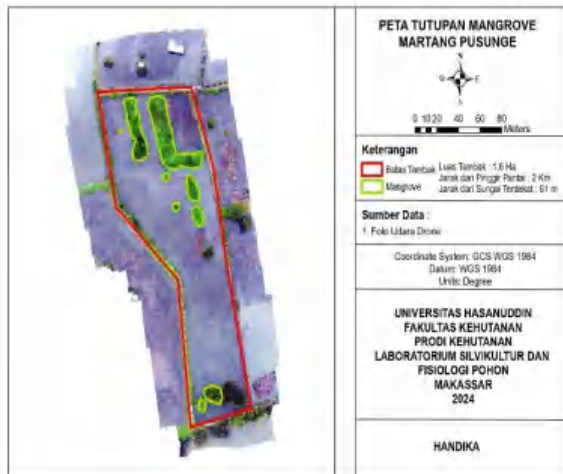 PETA TUTUPAN MANGROVE
MARTANG PUSUNGE
N
E
S
0 10 20 40 60 80
Meters
Keterangan
Batas Tambak
Mangrove
Luas Tambak : 1,6 Ha
Jarak dari Pinggir Pantai : 2 Km
Jarak dari Sungai Terdekat : 61 m
Sumber Data :
1. Foto Udara Drone
Coordinate System: GCS WGS 1984
Datum: WGS 1984
Units: Degree
UNIVERSITAS HASANUDDIN
FAKULTAS KEHUTANAN
PRODI KEHUTANAN
LABORATORIUM SILVIKULTUR DAN
FISIOLOGI POHON
MAKASSAR
2024
HANDIKA